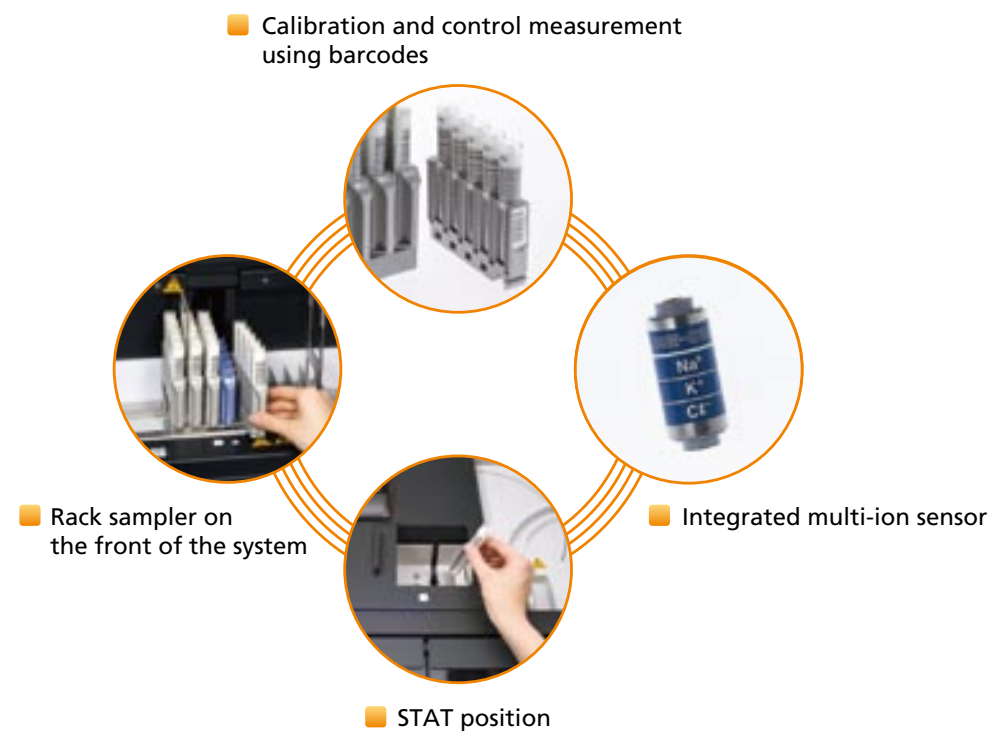 Calibration and control measurement
using barcodes
Na⁺
K⁺
Cℓ⁻
Rack sampler on
the front of the system
Integrated multi-ion sensor
STAT position